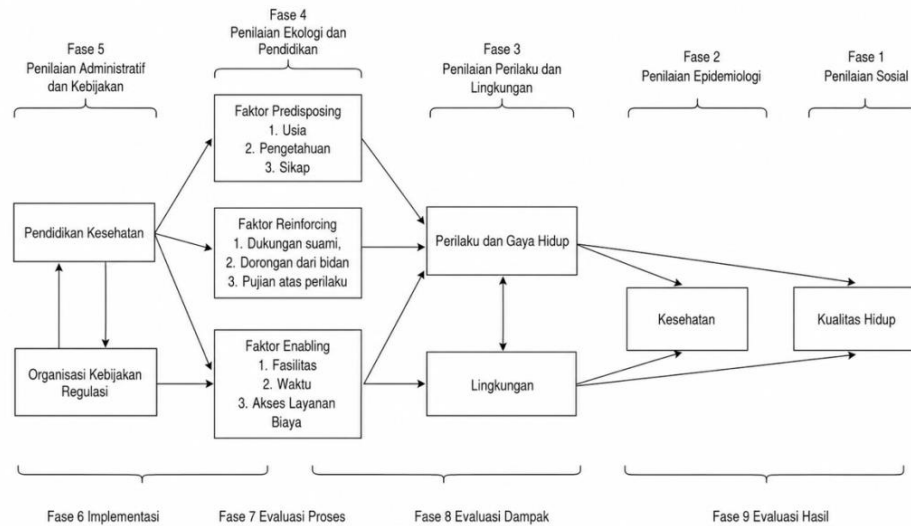 Fase 5
Penilaian Administratif
dan Kebijakan
Fase 4
Penilaian Ekologi dan
Pendidikan
Fase 3
Penilaian Perilaku dan
Lingkungan
Fase 2
Penilaian Epidemiologi
Fase 1
Penilaian Sosial
Pendidikan Kesehatan
Organisasi Kebijakan
Regulasi
Faktor Predisposing
1. Usia
2. Pengetahuan
3. Sikap
Faktor Reinforcing
1. Dukungan suami,
2. Dorongan dari bidan
3. Pujian atas perilaku
Faktor Enabling
1. Fasilitas
2. Waktu
3. Akses Layanan
Biaya
Perilaku dan Gaya Hidup
Lingkungan
Kesehatan
Kualitas Hidup
Fase 6 Implementasi
Fase 7 Evaluasi Proses
Fase 8 Evaluasi Dampak
Fase 9 Evaluasi Hasil